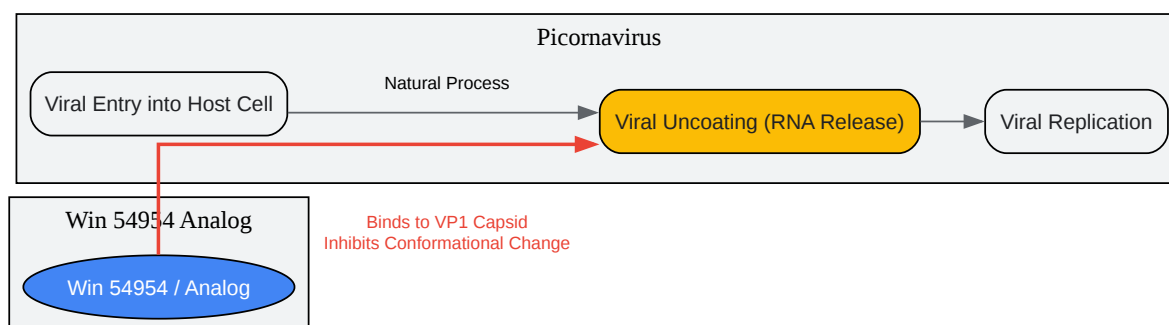 Picornavirus
Viral Entry into Host Cell
Natural Process
Viral Uncoating (RNA Release)
Viral Replication
Win 54954 Analog
Binds to VP1 Capsid
Inhibits Conformational Change
Win 54954 / Analog